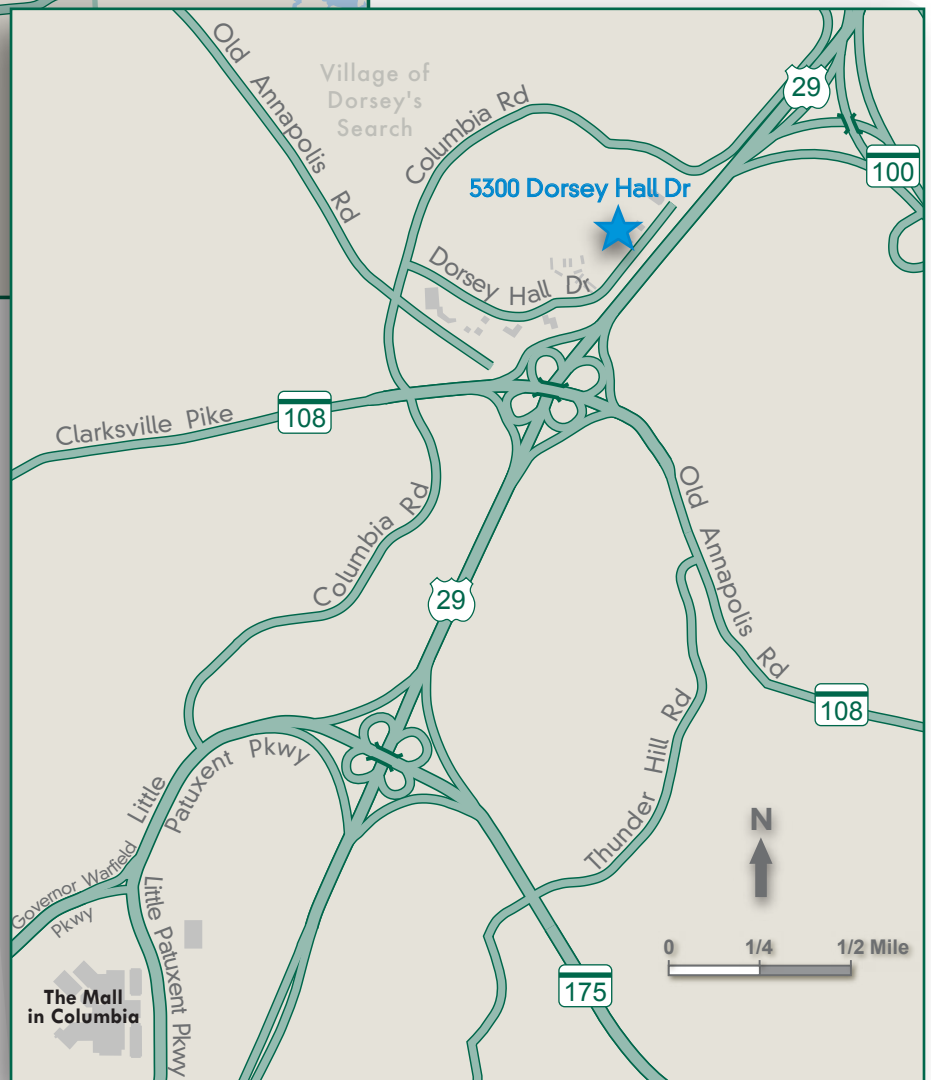 Old Annapolis Rd
Village of
Dorsey's
Search
Columbia Rd
29
100
5300 Dorsey Hall Dr
Dorsey Hall Dr
108
Clarksville Pike
Columbia Rd
Old Annapolis Rd
29
108
Little
Patuxent Pkwy
Thunder Hill Rd
N
Governor Warfield
Pkwy
Little Patuxent Pkwy
0 1/4 1/2 Mile
175
The Mall
in Columbia